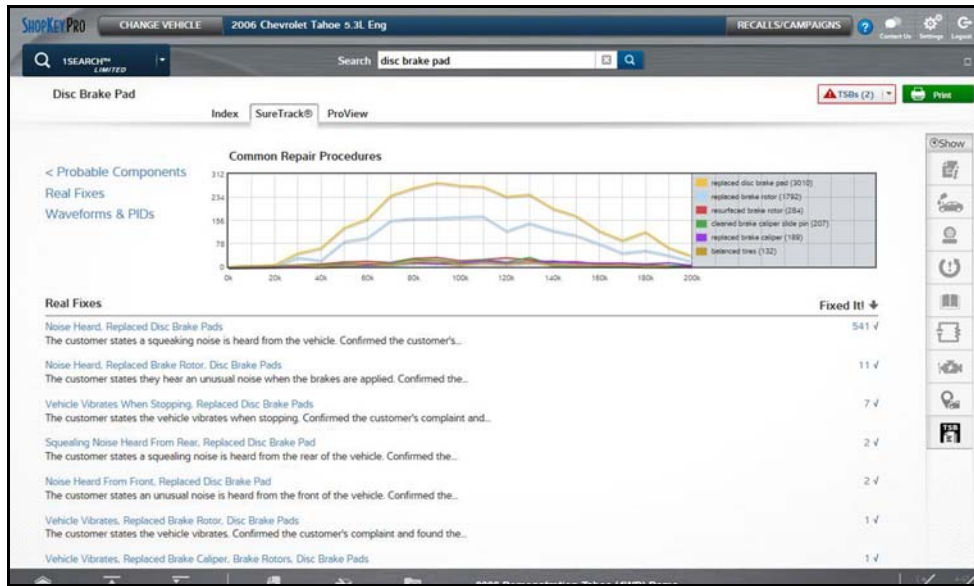 SHOPKEYPRO CHANGE VEHICLE 2006 Chevrolet Tahoe 5.3L Eng RECALLS/CAMPAIGNS ? Contact Us Settings Logout
1SEARCH™ LIMITED Search disc brake pad
Disc Brake Pad TSBs (2) Print
Index SureTrack® ProView
Show
Common Repair Procedures
< Probable Components
Real Fixes
Waveforms & PIDs
312
234
156
78
0
0k 20k 40k 60k 80k 100k 120k 140k 160k 180k 200k
replaced disc brake pad (3010)
replaced brake rotor (1792)
resurfaced brake rotor (284)
cleaned brake caliper slide pin (207)
replaced brake caliper (189)
balanced tires (132)
Real Fixes Fixed It!
Noise Heard, Replaced Disc Brake Pads 541 √
The customer states a squeaking noise is heard from the vehicle. Confirmed the customer's...
Noise Heard, Replaced Brake Rotor, Disc Brake Pads 11 √
The customer states they hear an unusual noise when the brakes are applied. Confirmed the...
Vehicle Vibrates When Stopping, Replaced Disc Brake Pads 7 √
The customer states the vehicle vibrates when stopping. Confirmed the customer's complaint and...
Squealing Noise Heard From Rear, Replaced Disc Brake Pad 2 √
The customer states a squealing noise is heard from the rear of the vehicle. Confirmed the...
Noise Heard From Front, Replaced Disc Brake Pad 2 √
The customer states an unusual noise is heard from the front of the vehicle. Confirmed the...
Vehicle Vibrates, Replaced Brake Rotor, Disc Brake Pads 1 √
The customer states the vehicle vibrates. Confirmed the customer's complaint and found the...
Vehicle Vibrates, Replaced Brake Caliper, Brake Rotors, Disc Brake Pads 1 √
TSB